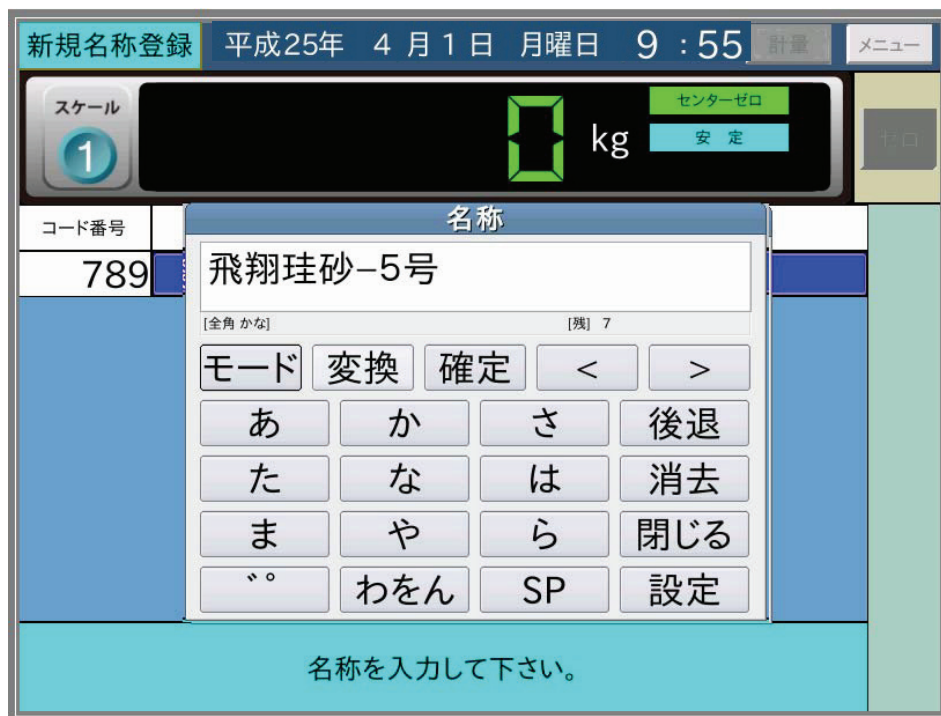 新規名称登録 平成25年 4月1日 月曜日 9:55 計量 メニュー
スケール
1
0 kg
センターゼロ
安定
ゼロ
コード番号
789
名称
飛翔珪砂−5号
[全角 かな] [残] 7
モード 変換 確定 < >
あ か さ 後退
た な は 消去
ま や ら 閉じる
゛゜ わをん SP 設定
名称を入力して下さい。